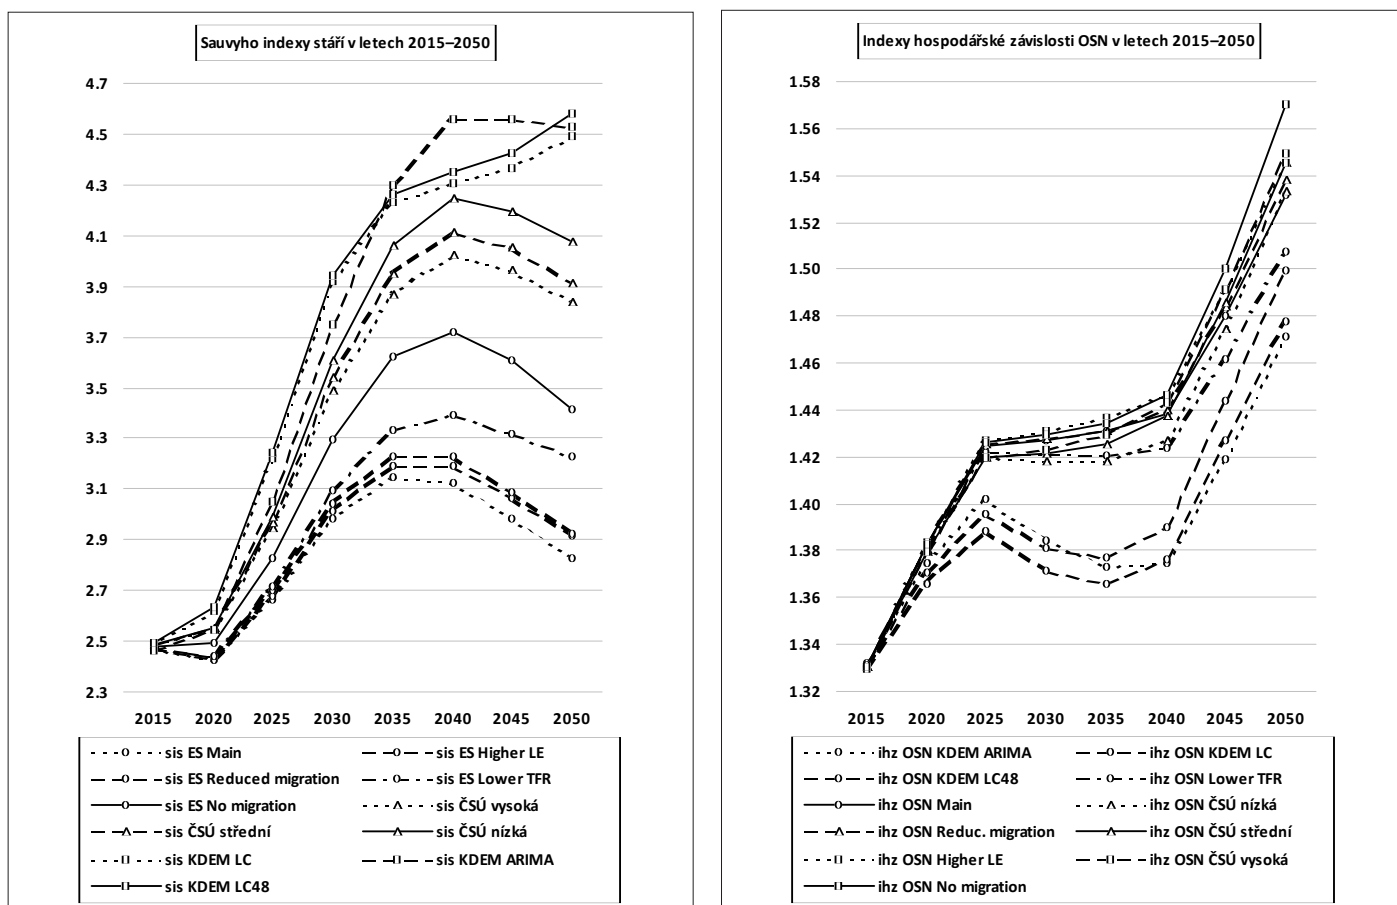 Sauvyho indexy stáří v letech 2015–2050
4.7
4.5
4.3
4.1
3.9
3.7
3.5
3.3
3.1
2.9
2.7
2.5
2.3
2015 2020 2025 2030 2035 2040 2045 2050
sis ES Main sis ES Higher LE
sis ES Reduced migration sis ES Lower TFR
sis ES No migration sis ČSÚ vysoká
sis ČSÚ střední sis ČSÚ nízká
sis KDEM LC sis KDEM ARIMA
sis KDEM LC48
Indexy hospodářské závislosti OSN v letech 2015–2050
1.58
1.56
1.54
1.52
1.50
1.48
1.46
1.44
1.42
1.40
1.38
1.36
1.34
1.32
2015 2020 2025 2030 2035 2040 2045 2050
ihz OSN KDEM ARIMA ihz OSN KDEM LC
ihz OSN KDEM LC48 ihz OSN Lower TFR
ihz OSN Main ihz OSN ČSÚ nízká
ihz OSN Reduc. migration ihz OSN ČSÚ střední
ihz OSN Higher LE ihz OSN ČSÚ vysoká
ihz OSN No migration